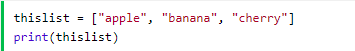 thislist = ["apple", "banana", "cherry"]
print(thislist)